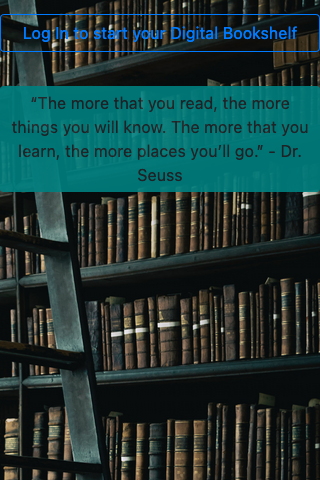 Log In to start your Digital Bookshelf
“The more that you read, the more
things you will know. The more that you
learn, the more places you’ll go.” - Dr.
Seuss